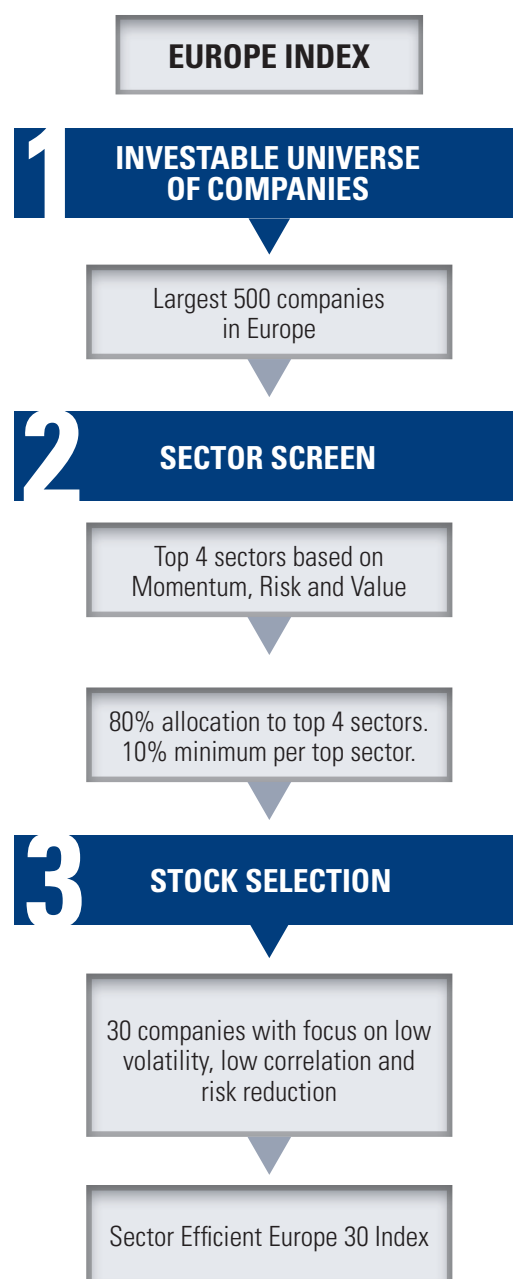 EUROPE INDEX
1
INVESTABLE UNIVERSE
OF COMPANIES
Largest 500 companies
in Europe
2
SECTOR SCREEN
Top 4 sectors based on
Momentum, Risk and Value
80% allocation to top 4 sectors.
10% minimum per top sector.
3
STOCK SELECTION
30 companies with focus on low
volatility, low correlation and
risk reduction
Sector Efficient Europe 30 Index